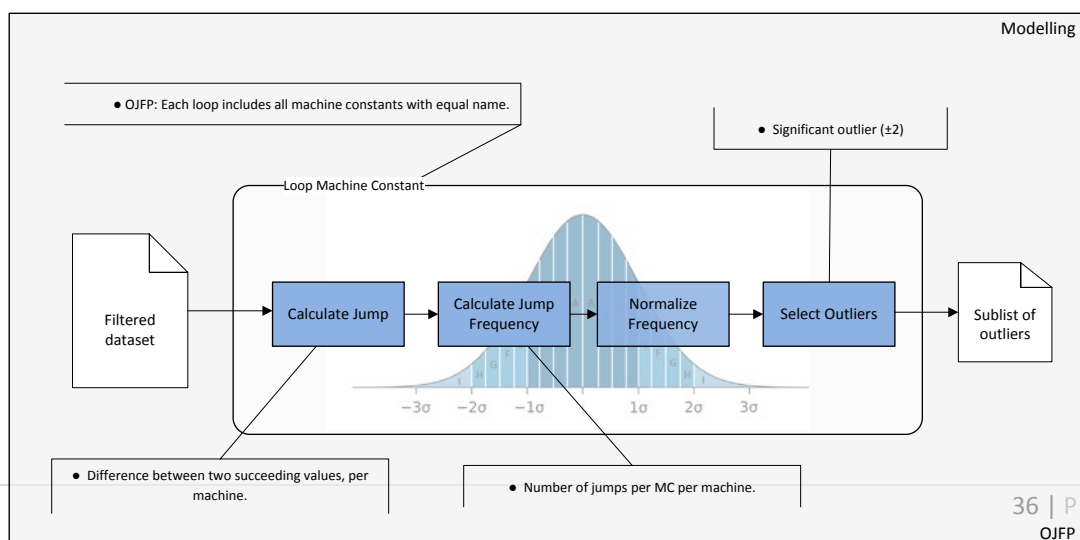 Modelling
● OJFP: Each loop includes all machine constants with equal name.
● Significant outlier (±2)
Loop Machine Constant
Filtered
dataset
Calculate Jump
Calculate Jump
Frequency
Normalize
Frequency
Select Outliers
Sublist of
outliers
A A
I H G F
F G H I
−3σ −2σ −1σ 1σ 2σ 3σ
● Difference between two succeeding values, per
machine.
● Number of jumps per MC per machine.
36 | P
OJFP